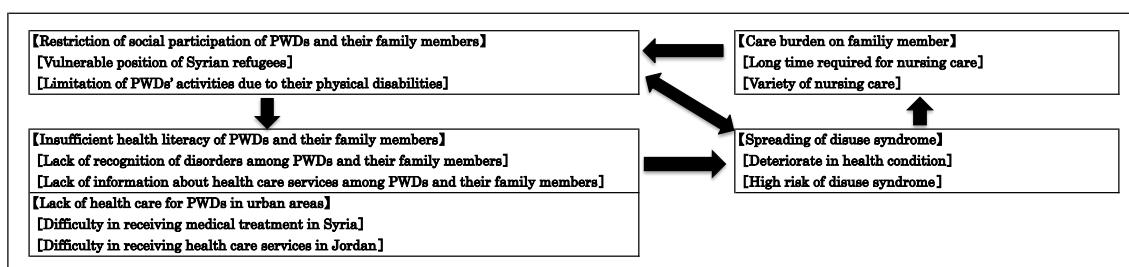 【Restriction of social participation of PWDs and their family members】
[Vulnerable position of Syrian refugees]
[Limitation of PWDs' activities due to their physical disabilities]
【Care burden on familiy member】
[Long time required for nursing care]
[Variety of nursing care]
【Insufficient health literacy of PWDs and their family members】
[Lack of recognition of disorders among PWDs and their family members]
[Lack of information about health care services among PWDs and their family members]
【Lack of health care for PWDs in urban areas】
[Difficulty in receiving medical treatment in Syria]
[Difficulty in receiving health care services in Jordan]
【Spreading of disuse syndrome】
[Deteriorate in health condition]
[High risk of disuse syndrome]